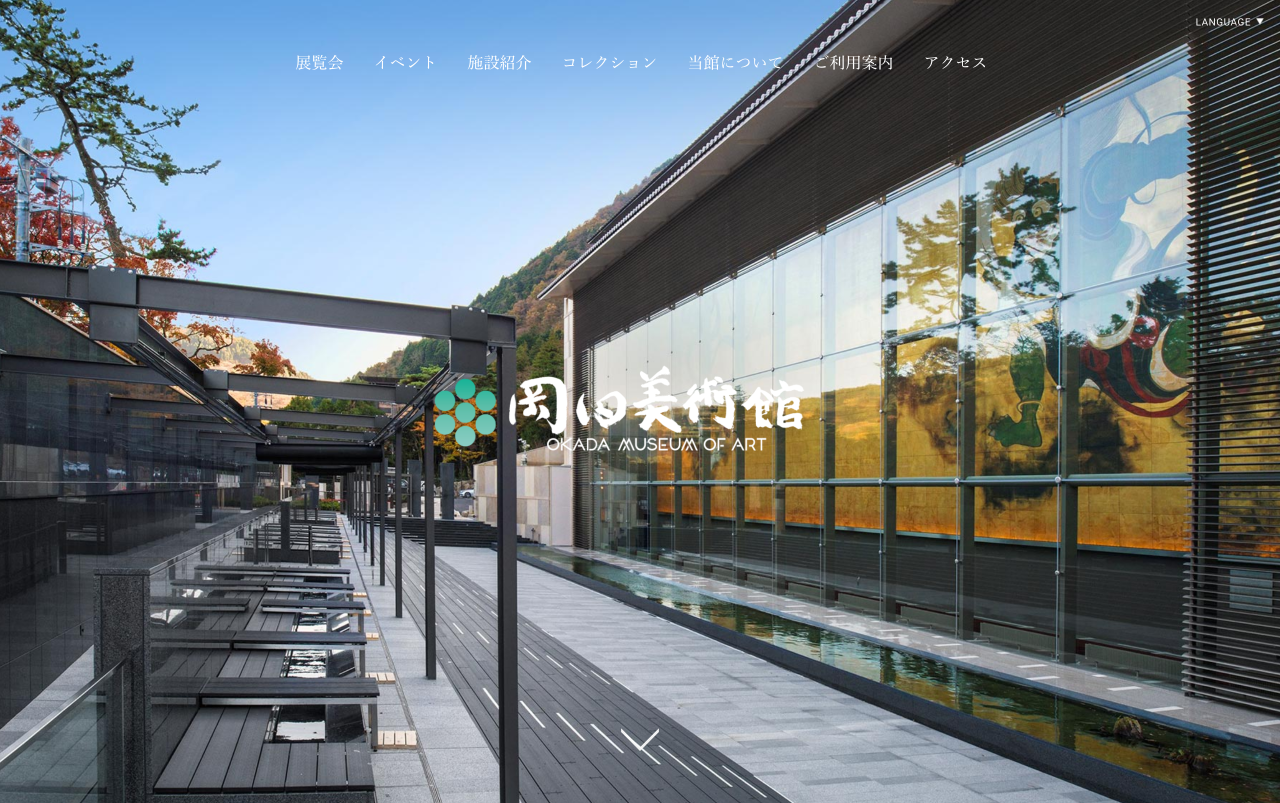 LANGUAGE ▼
展覧会 イベント 施設紹介 コレクション 当館について ご利用案内 アクセス
岡田美術館
OKADA MUSEUM OF ART